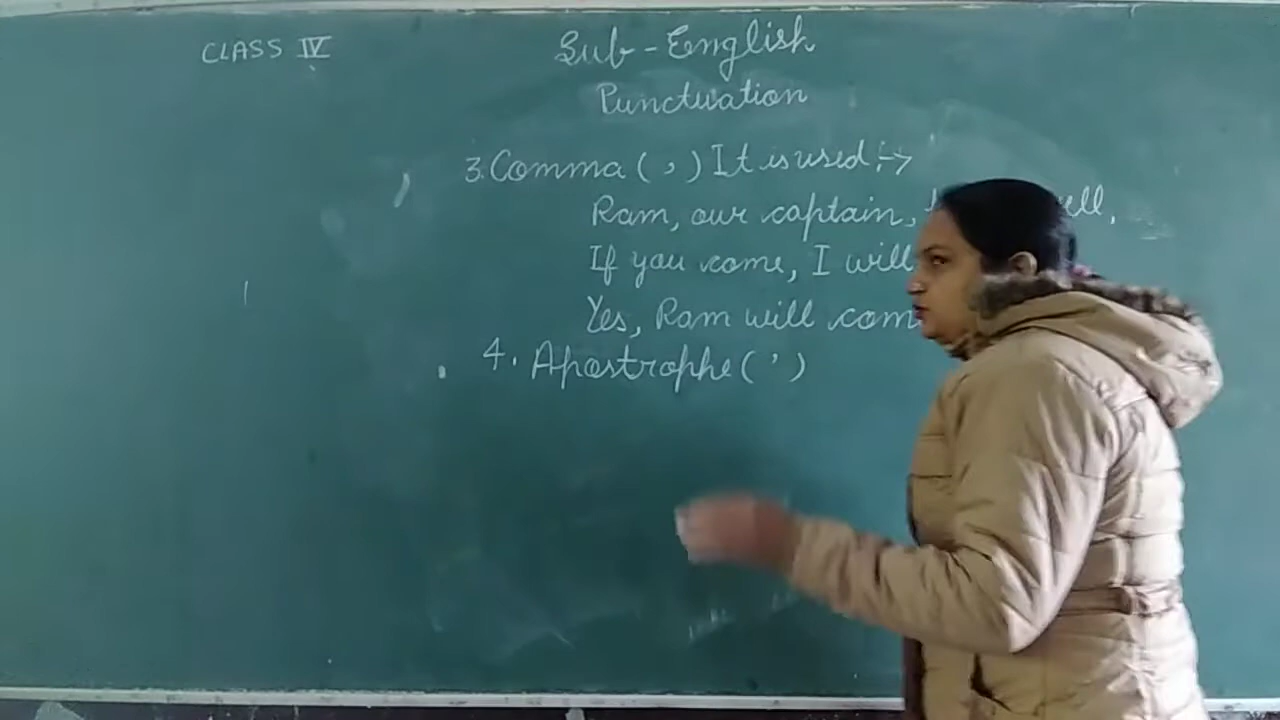 CLASS IV
Sub-English
Punctuation
3. Comma (,) It is used :->
Ram, our captain,
If you come, I will
Yes, Ram will com
4. Apostrophe (')